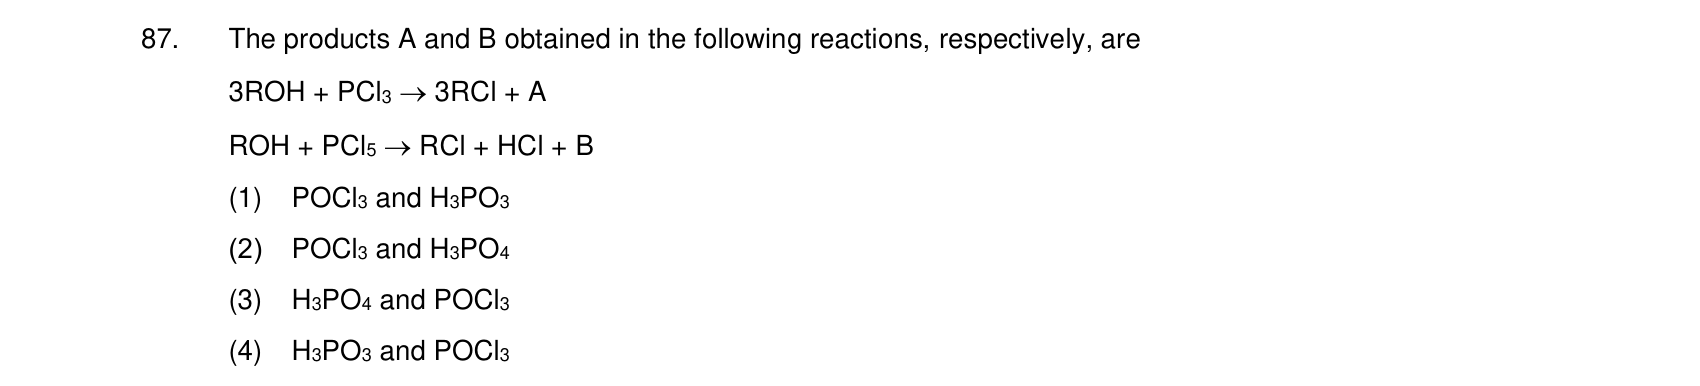 87. The products A and B obtained in the following reactions, respectively, are
3ROH + PCl₃ → 3RCl + A
ROH + PCl₅ → RCl + HCl + B
(1) POCl₃ and H₃PO₃
(2) POCl₃ and H₃PO₄
(3) H₃PO₄ and POCl₃
(4) H₃PO₃ and POCl₃